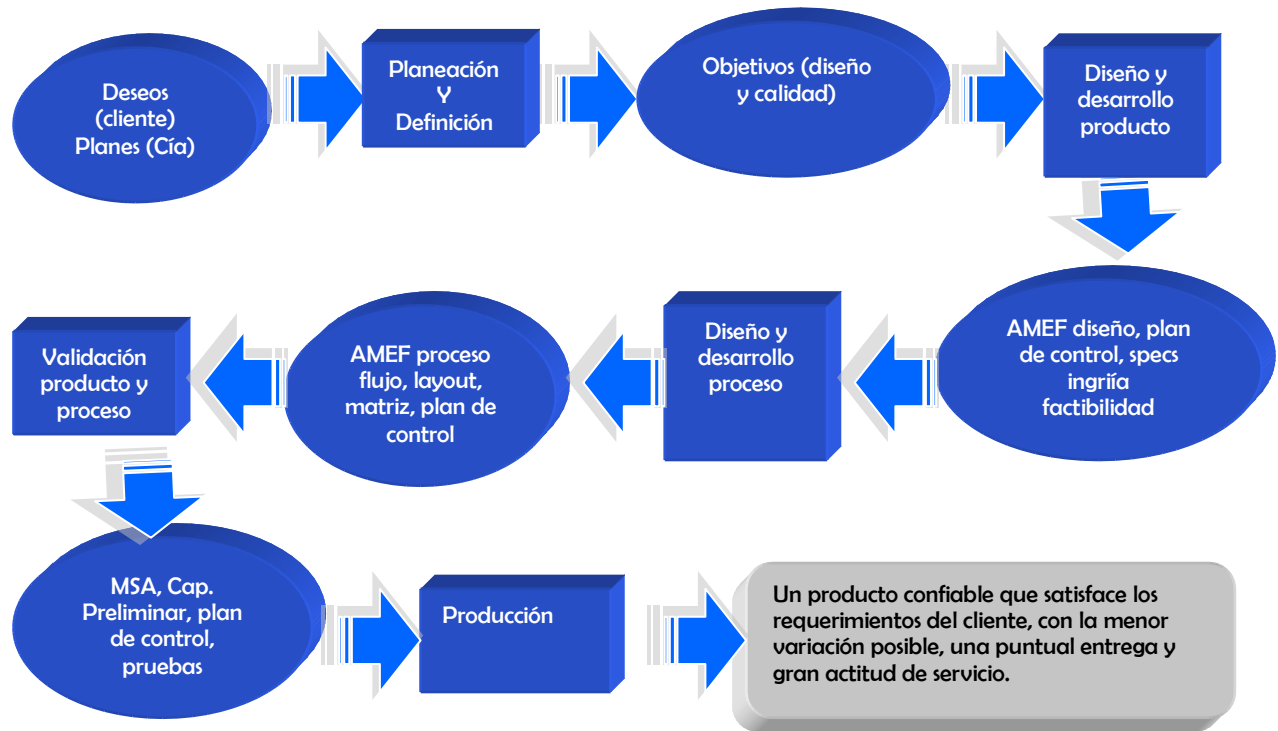 Deseos
(cliente)
Planes (Cía)
Planeación
Y
Definición
Objetivos (diseño
y calidad)
Diseño y
desarrollo
producto
AMEF diseño, plan
de control, specs
ingriía
factibilidad
Diseño y
desarrollo
proceso
AMEF proceso
flujo, layout,
matriz, plan de
control
Validación
producto y
proceso
MSA, Cap.
Preliminar, plan
de control,
pruebas
Producción
Un producto confiable que satisface los
requerimientos del cliente, con la menor
variación posible, una puntual entrega y
gran actitud de servicio.